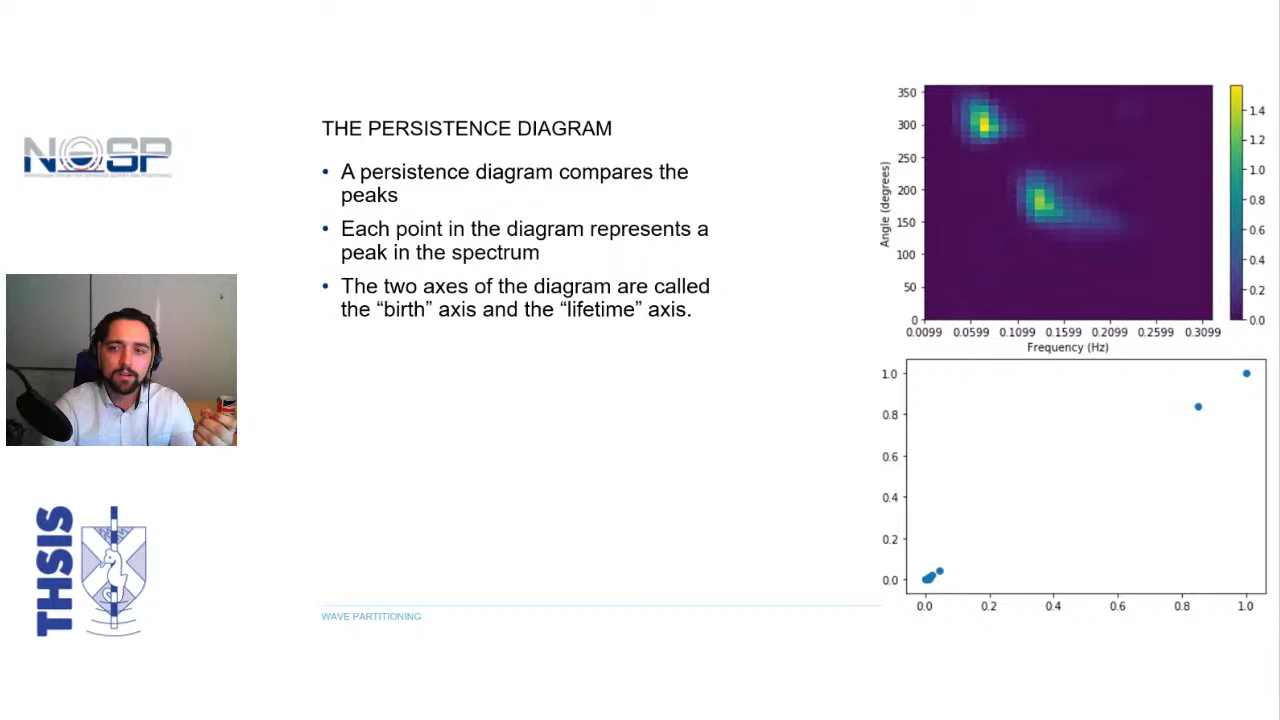 THE PERSISTENCE DIAGRAM
• A persistence diagram compares the
peaks
• Each point in the diagram represents a
peak in the spectrum
• The two axes of the diagram are called
the “birth” axis and the “lifetime” axis.
WAVE PARTITIONING
NOSP
THSIS
350
300
250
200
150
100
50
0
Angle (degrees)
0.0099 0.0599 0.1099 0.1599 0.2099 0.2599 0.3099
Frequency (Hz)
1.4
1.2
1.0
0.8
0.6
0.4
0.2
0.0
1.0
0.8
0.6
0.4
0.2
0.0
0.0 0.2 0.4 0.6 0.8 1.0